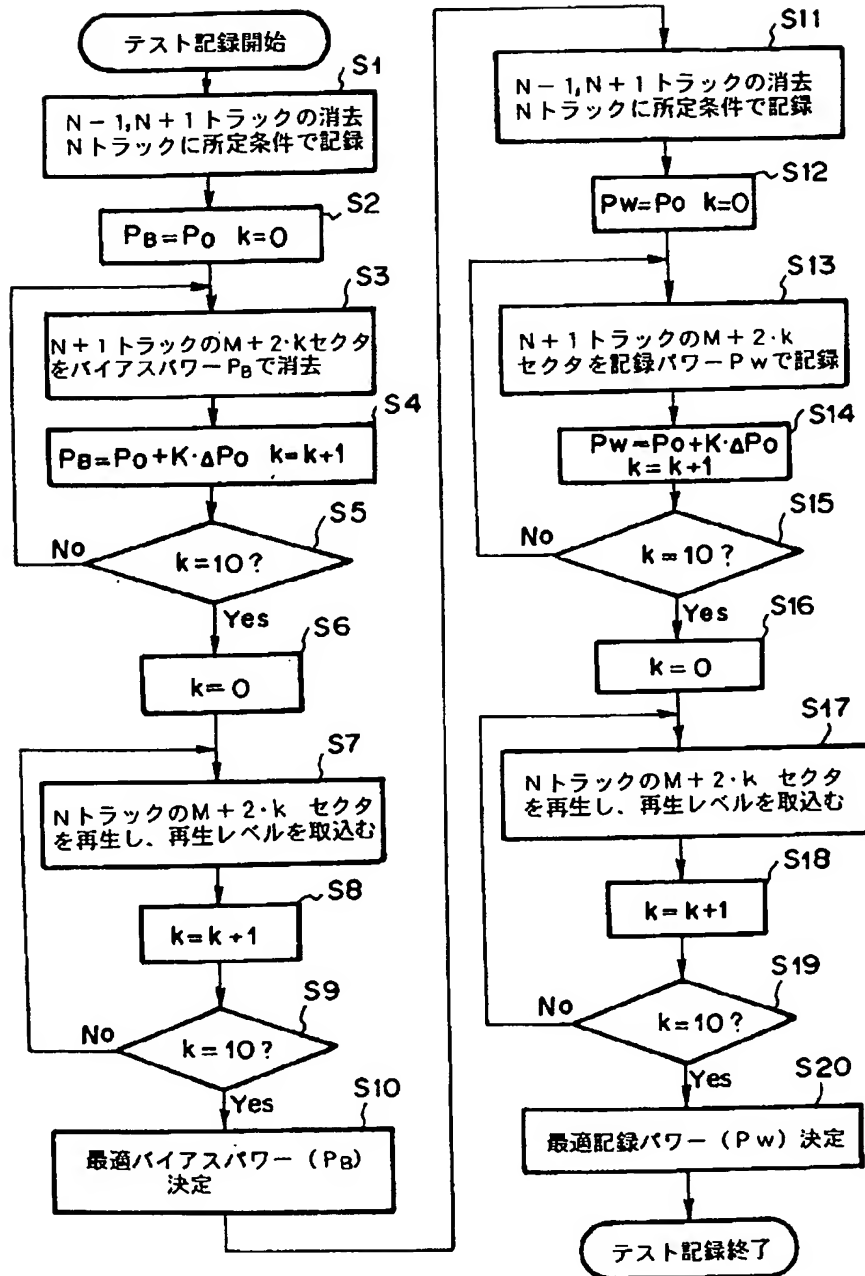 テスト記録開始
S1
N-1,N+1トラックの消去
Nトラックに所定条件で記録
S2
PB=Po k=0
S3
N+1トラックのM+2·kセクタ
をバイアスパワーPBで消去
S4
PB=Po+K·ΔPo k=k+1
S5
No
k=10?
Yes
S6
k=0
S7
NトラックのM+2·k セクタ
を再生し、再生レベルを取込む
S8
k=k+1
S9
No
k=10?
Yes
S10
最適バイアスパワー(PB)
決定
S11
N-1,N+1トラックの消去
Nトラックに所定条件で記録
S12
Pw=Po k=0
S13
N+1トラックのM+2·k
セクタを記録パワーPwで記録
S14
Pw=Po+K·ΔPo
k=k+1
S15
No
k=10?
Yes
S16
k=0
S17
NトラックのM+2·k セクタ
を再生し、再生レベルを取込む
S18
k=k+1
S19
No
k=10?
Yes
S20
最適記録パワー(Pw)決定
テスト記録終了